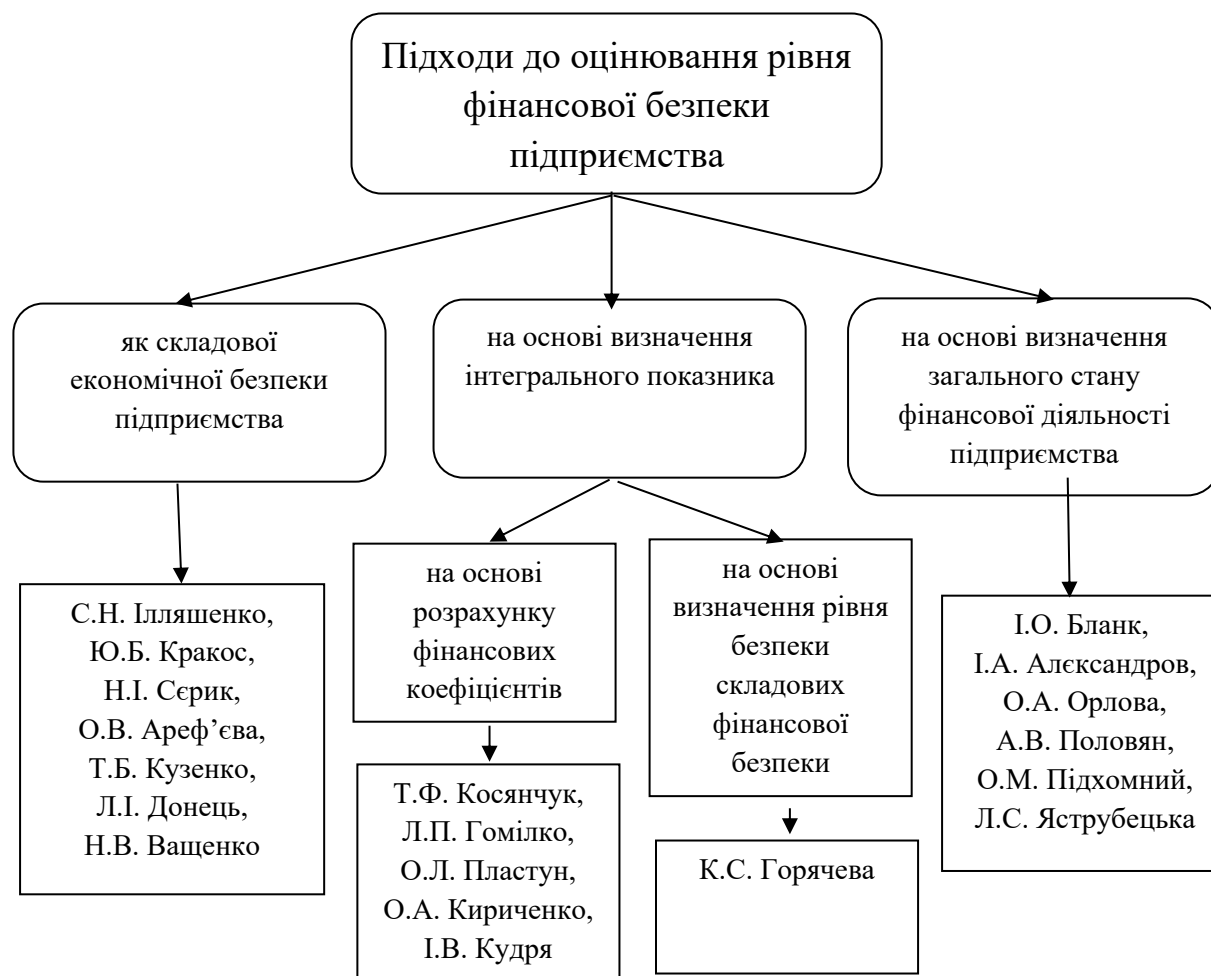 Підходи до оцінювання рівня
фінансової безпеки
підприємства
як складової
економічної безпеки
підприємства
на основі визначення
інтегрального показника
на основі визначення
загального стану
фінансової діяльності
підприємства
на основі
розрахунку
фінансових
коефіцієнтів
на основі
визначення рівня
безпеки
складових
фінансової
безпеки
С.Н. Ілляшенко,
Ю.Б. Кракос,
Н.І. Сєрик,
О.В. Ареф’єва,
Т.Б. Кузенко,
Л.І. Донець,
Н.В. Ващенко
Т.Ф. Косянчук,
Л.П. Гомілко,
О.Л. Пластун,
О.А. Кириченко,
І.В. Кудря
К.С. Горячева
І.О. Бланк,
І.А. Алєксандров,
О.А. Орлова,
А.В. Половян,
О.М. Підхомний,
Л.С. Яструбецька